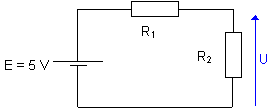 R₁
E = 5 V
R₂
U